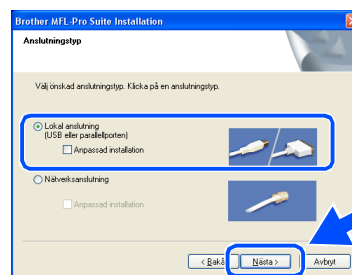 Brother MFL-Pro Suite Installation
Anslutningstyp
Välj önskad anslutningstyp. Klicka på en anslutningstyp.
Lokal anslutning
(USB eller parallellporten)
Anpassad installation
Nätverksanslutning
Anpassad installation
< Bakå Nästa > Avbryt